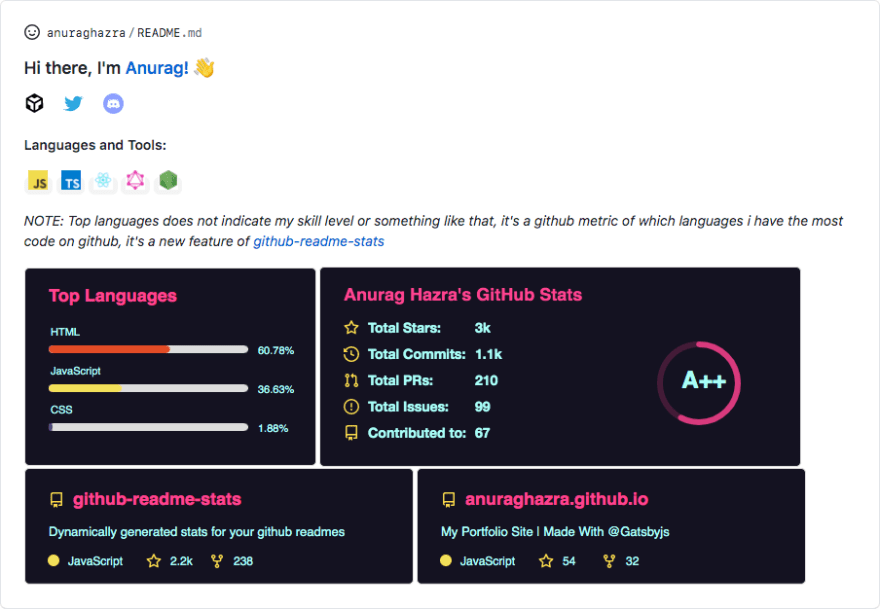 anuraghazra / README.md
Hi there, I'm Anurag! 👋
Languages and Tools:
JS TS
NOTE: Top languages does not indicate my skill level or something like that, it's a github metric of which languages i have the most
code on github, it's a new feature of github-readme-stats
Top Languages
HTML
60.78%
JavaScript
36.63%
CSS
1.88%
Anurag Hazra's GitHub Stats
Total Stars: 3k
Total Commits: 1.1k
Total PRs: 210
Total Issues: 99
Contributed to: 67
A++
github-readme-stats
Dynamically generated stats for your github readmes
JavaScript 2.2k 238
anuraghazra.github.io
My Portfolio Site | Made With @Gatsbyjs
JavaScript 54 32